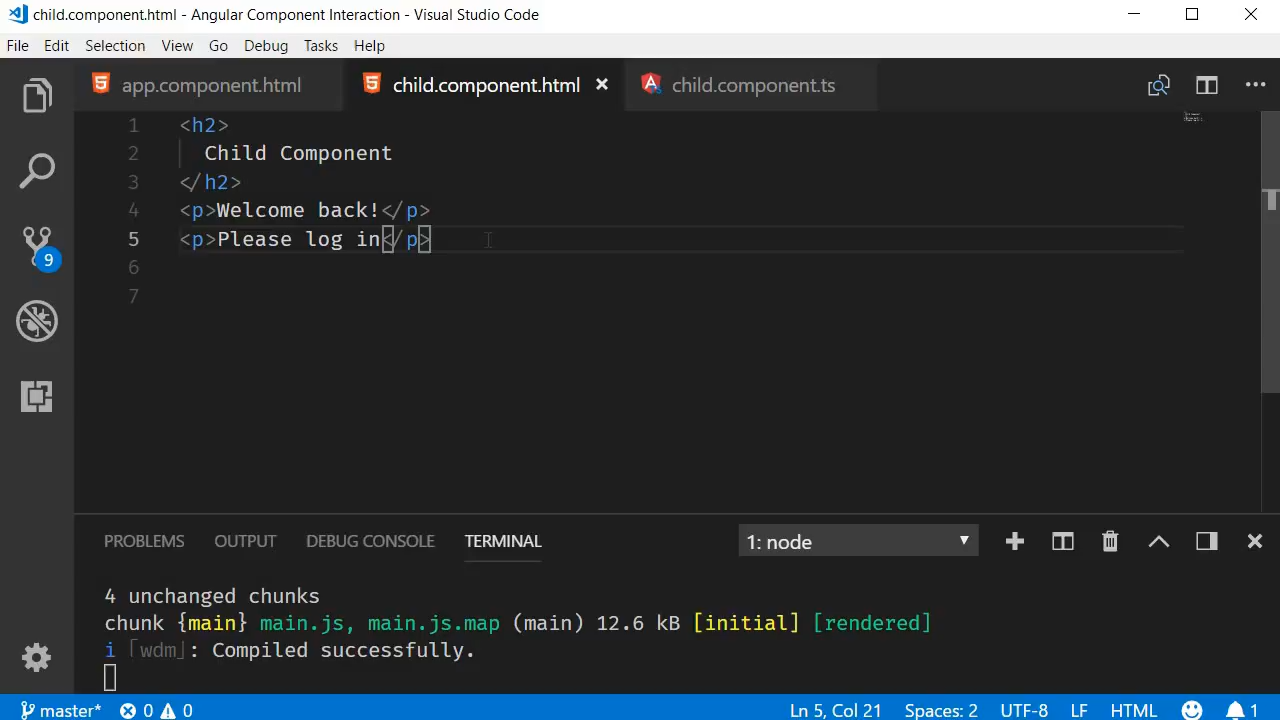 child.component.html - Angular Component Interaction - Visual Studio Code
File Edit Selection View Go Debug Tasks Help
app.component.html child.component.html child.component.ts
1 <h2>
2 Child Component
3 </h2>
4 <p>Welcome back!</p>
5 <p>Please log in</p>
6
7
9
PROBLEMS OUTPUT DEBUG CONSOLE TERMINAL 1: node
4 unchanged chunks
chunk {main} main.js, main.js.map (main) 12.6 kB [initial] [rendered]
i ｢wdm｣: Compiled successfully.
master* 0 0 Ln 5, Col 21 Spaces: 2 UTF-8 LF HTML 1